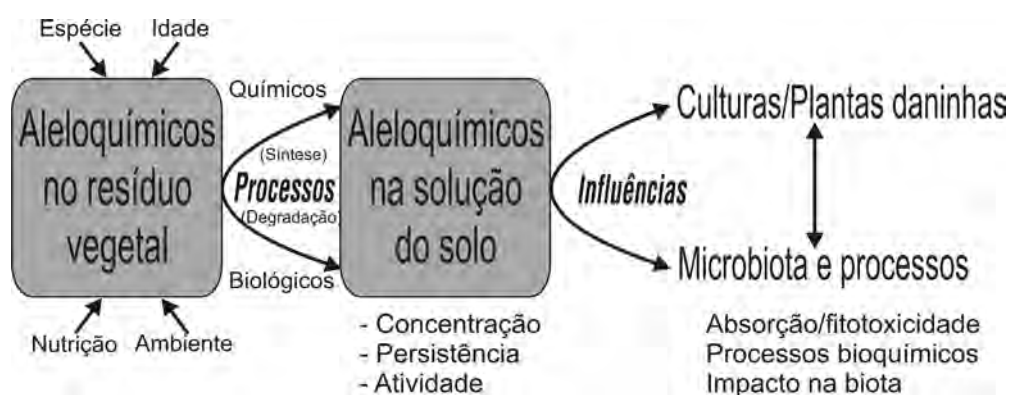 Espécie Idade
Aleloquímicos
no resíduo
vegetal
Nutrição Ambiente
Químicos
(Síntese)
Processos
(Degradação)
Biológicos
Aleloquímicos
na solução
do solo
- Concentração
- Persistência
- Atividade
Influências
Culturas/Plantas daninhas
Microbiota e processos
Absorção/fitotoxicidade
Processos bioquímicos
Impacto na biota